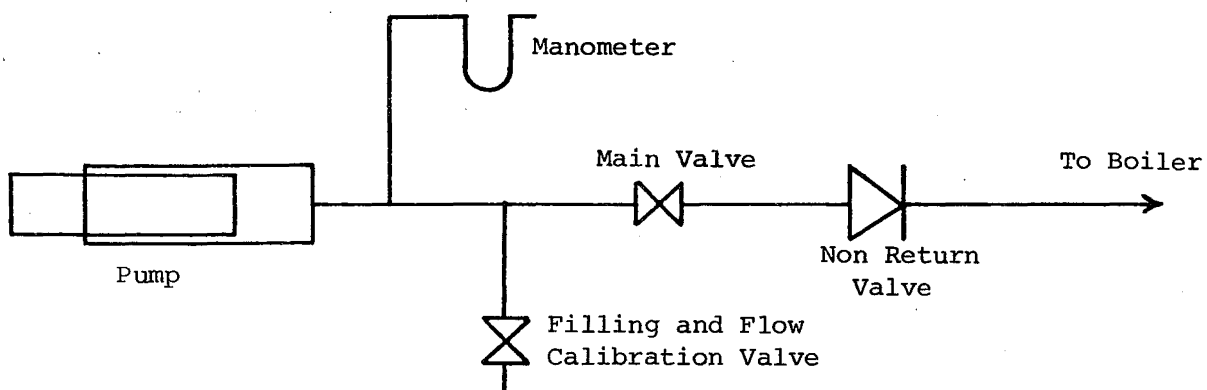 Manometer
Main Valve
To Boiler
Pump
Non Return
Valve
Filling and Flow
Calibration Valve